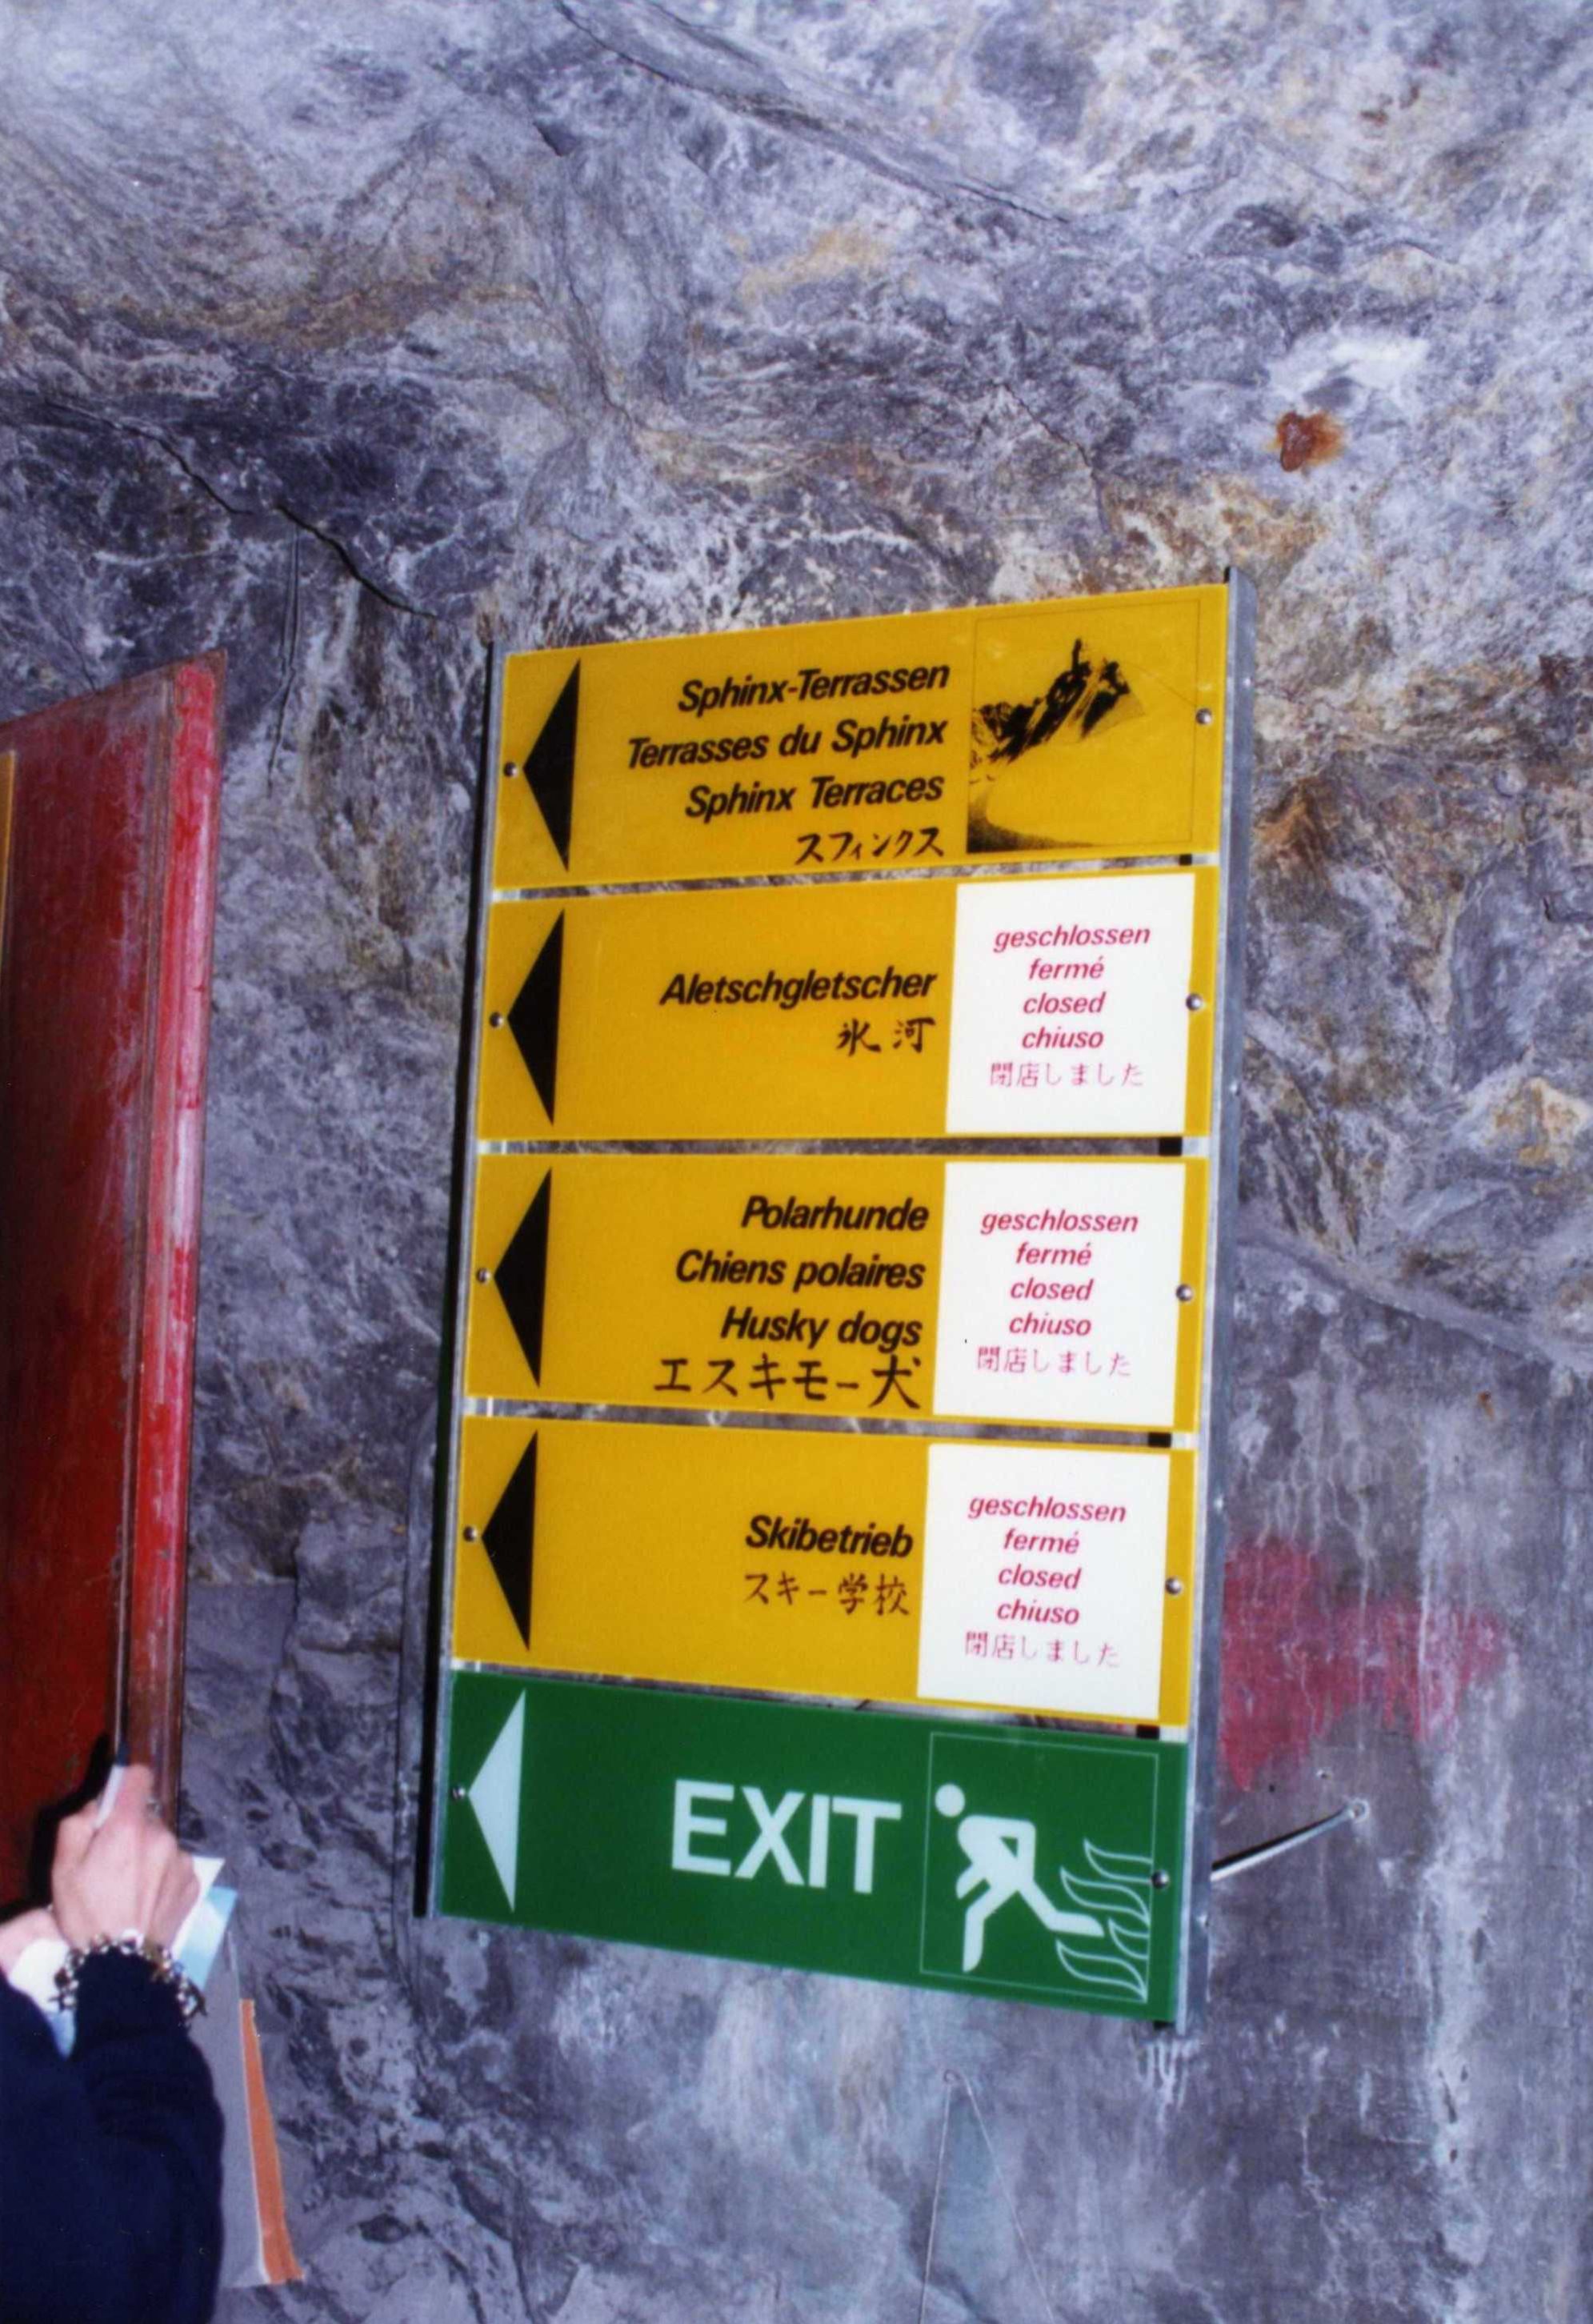 Sphinx-Terrassen
Terrasses du Sphinx
Sphinx Terraces
スフィンクス
Aletschgletscher
氷河
geschlossen
fermé
closed
chiuso
閉店しました
Polarhunde
Chiens polaires
Husky dogs
エスキモー犬
geschlossen
fermé
closed
chiuso
閉店しました
Skibetrieb
スキー学校
geschlossen
fermé
closed
chiuso
閉店しました
EXIT